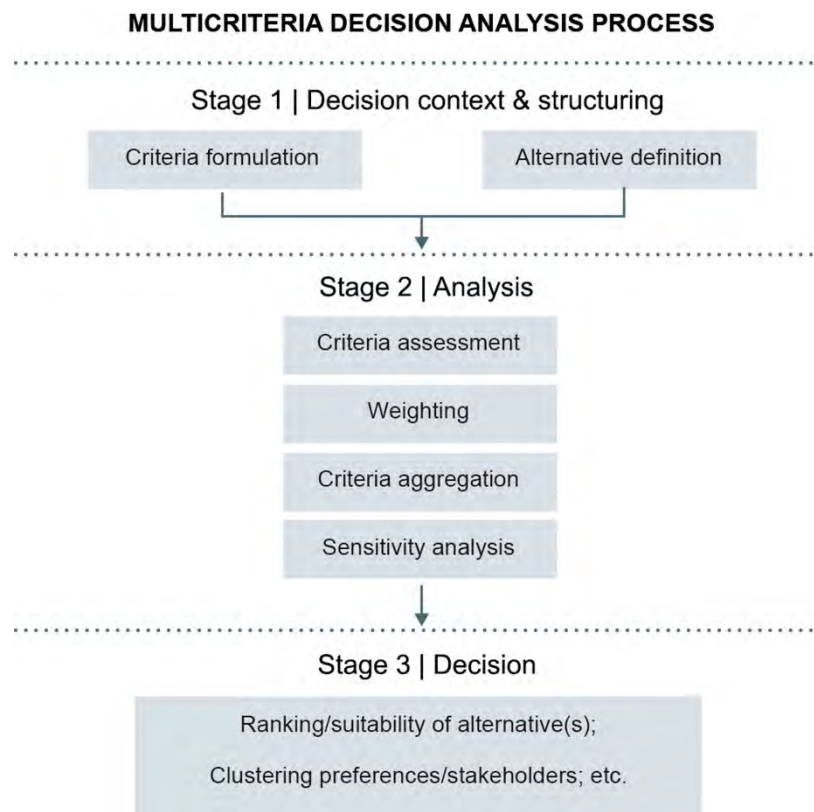 MULTICRITERIA DECISION ANALYSIS PROCESS
Stage 1 | Decision context & structuring
Criteria formulation
Alternative definition
Stage 2 | Analysis
Criteria assessment
Weighting
Criteria aggregation
Sensitivity analysis
Stage 3 | Decision
Ranking/suitability of alternative(s);
Clustering preferences/stakeholders; etc.